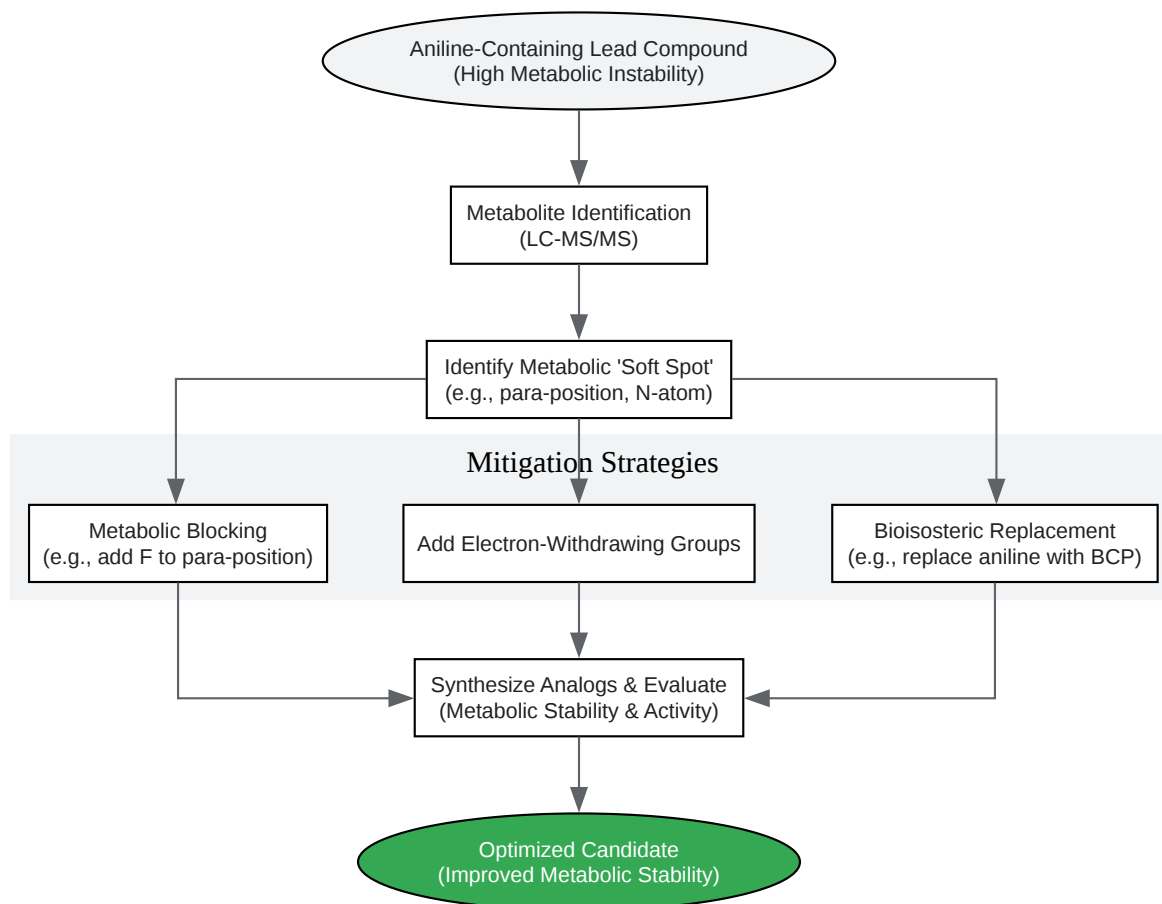 Aniline-Containing Lead Compound
(High Metabolic Instability)
Metabolite Identification
(LC-MS/MS)
Identify Metabolic 'Soft Spot'
(e.g., para-position, N-atom)
Mitigation Strategies
Metabolic Blocking
(e.g., add F to para-position)
Add Electron-Withdrawing Groups
Bioisosteric Replacement
(e.g., replace aniline with BCP)
Synthesize Analogs & Evaluate
(Metabolic Stability & Activity)
Optimized Candidate
(Improved Metabolic Stability)